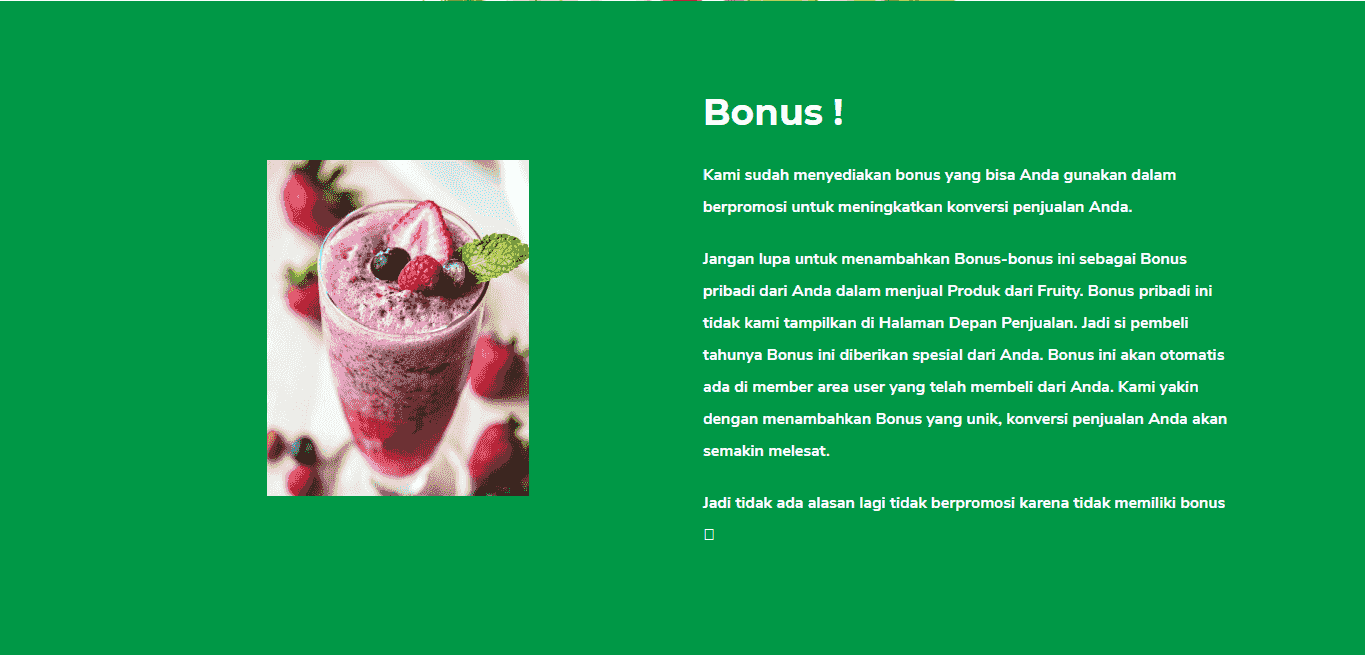 Bonus !
Kami sudah menyediakan bonus yang bisa Anda gunakan dalam
berpromosi untuk meningkatkan konversi penjualan Anda.
Jangan lupa untuk menambahkan Bonus-bonus ini sebagai Bonus
pribadi dari Anda dalam menjual Produk dari Fruity. Bonus pribadi ini
tidak kami tampilkan di Halaman Depan Penjualan. Jadi si pembeli
tahunya Bonus ini diberikan spesial dari Anda. Bonus ini akan otomatis
ada di member area user yang telah membeli dari Anda. Kami yakin
dengan menambahkan Bonus yang unik, konversi penjualan Anda akan
semakin melesat.
Jadi tidak ada alasan lagi tidak berpromosi karena tidak memiliki bonus